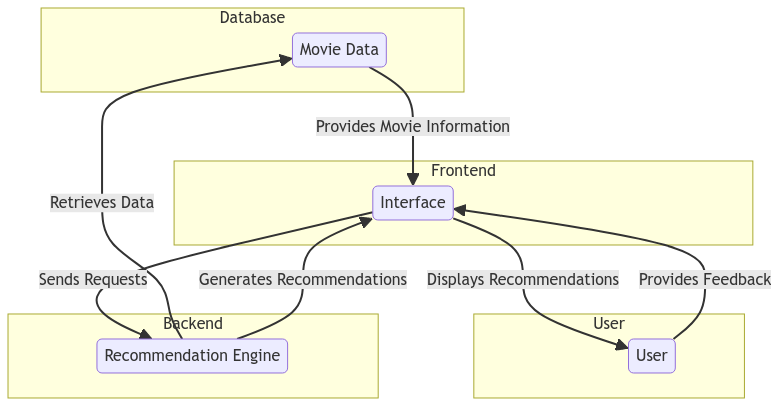 Database
Movie Data
Provides Movie Information
Frontend
Interface
Retrieves Data
Sends Requests
Generates Recommendations
Displays Recommendations
Provides Feedback
Backend
Recommendation Engine
User
User